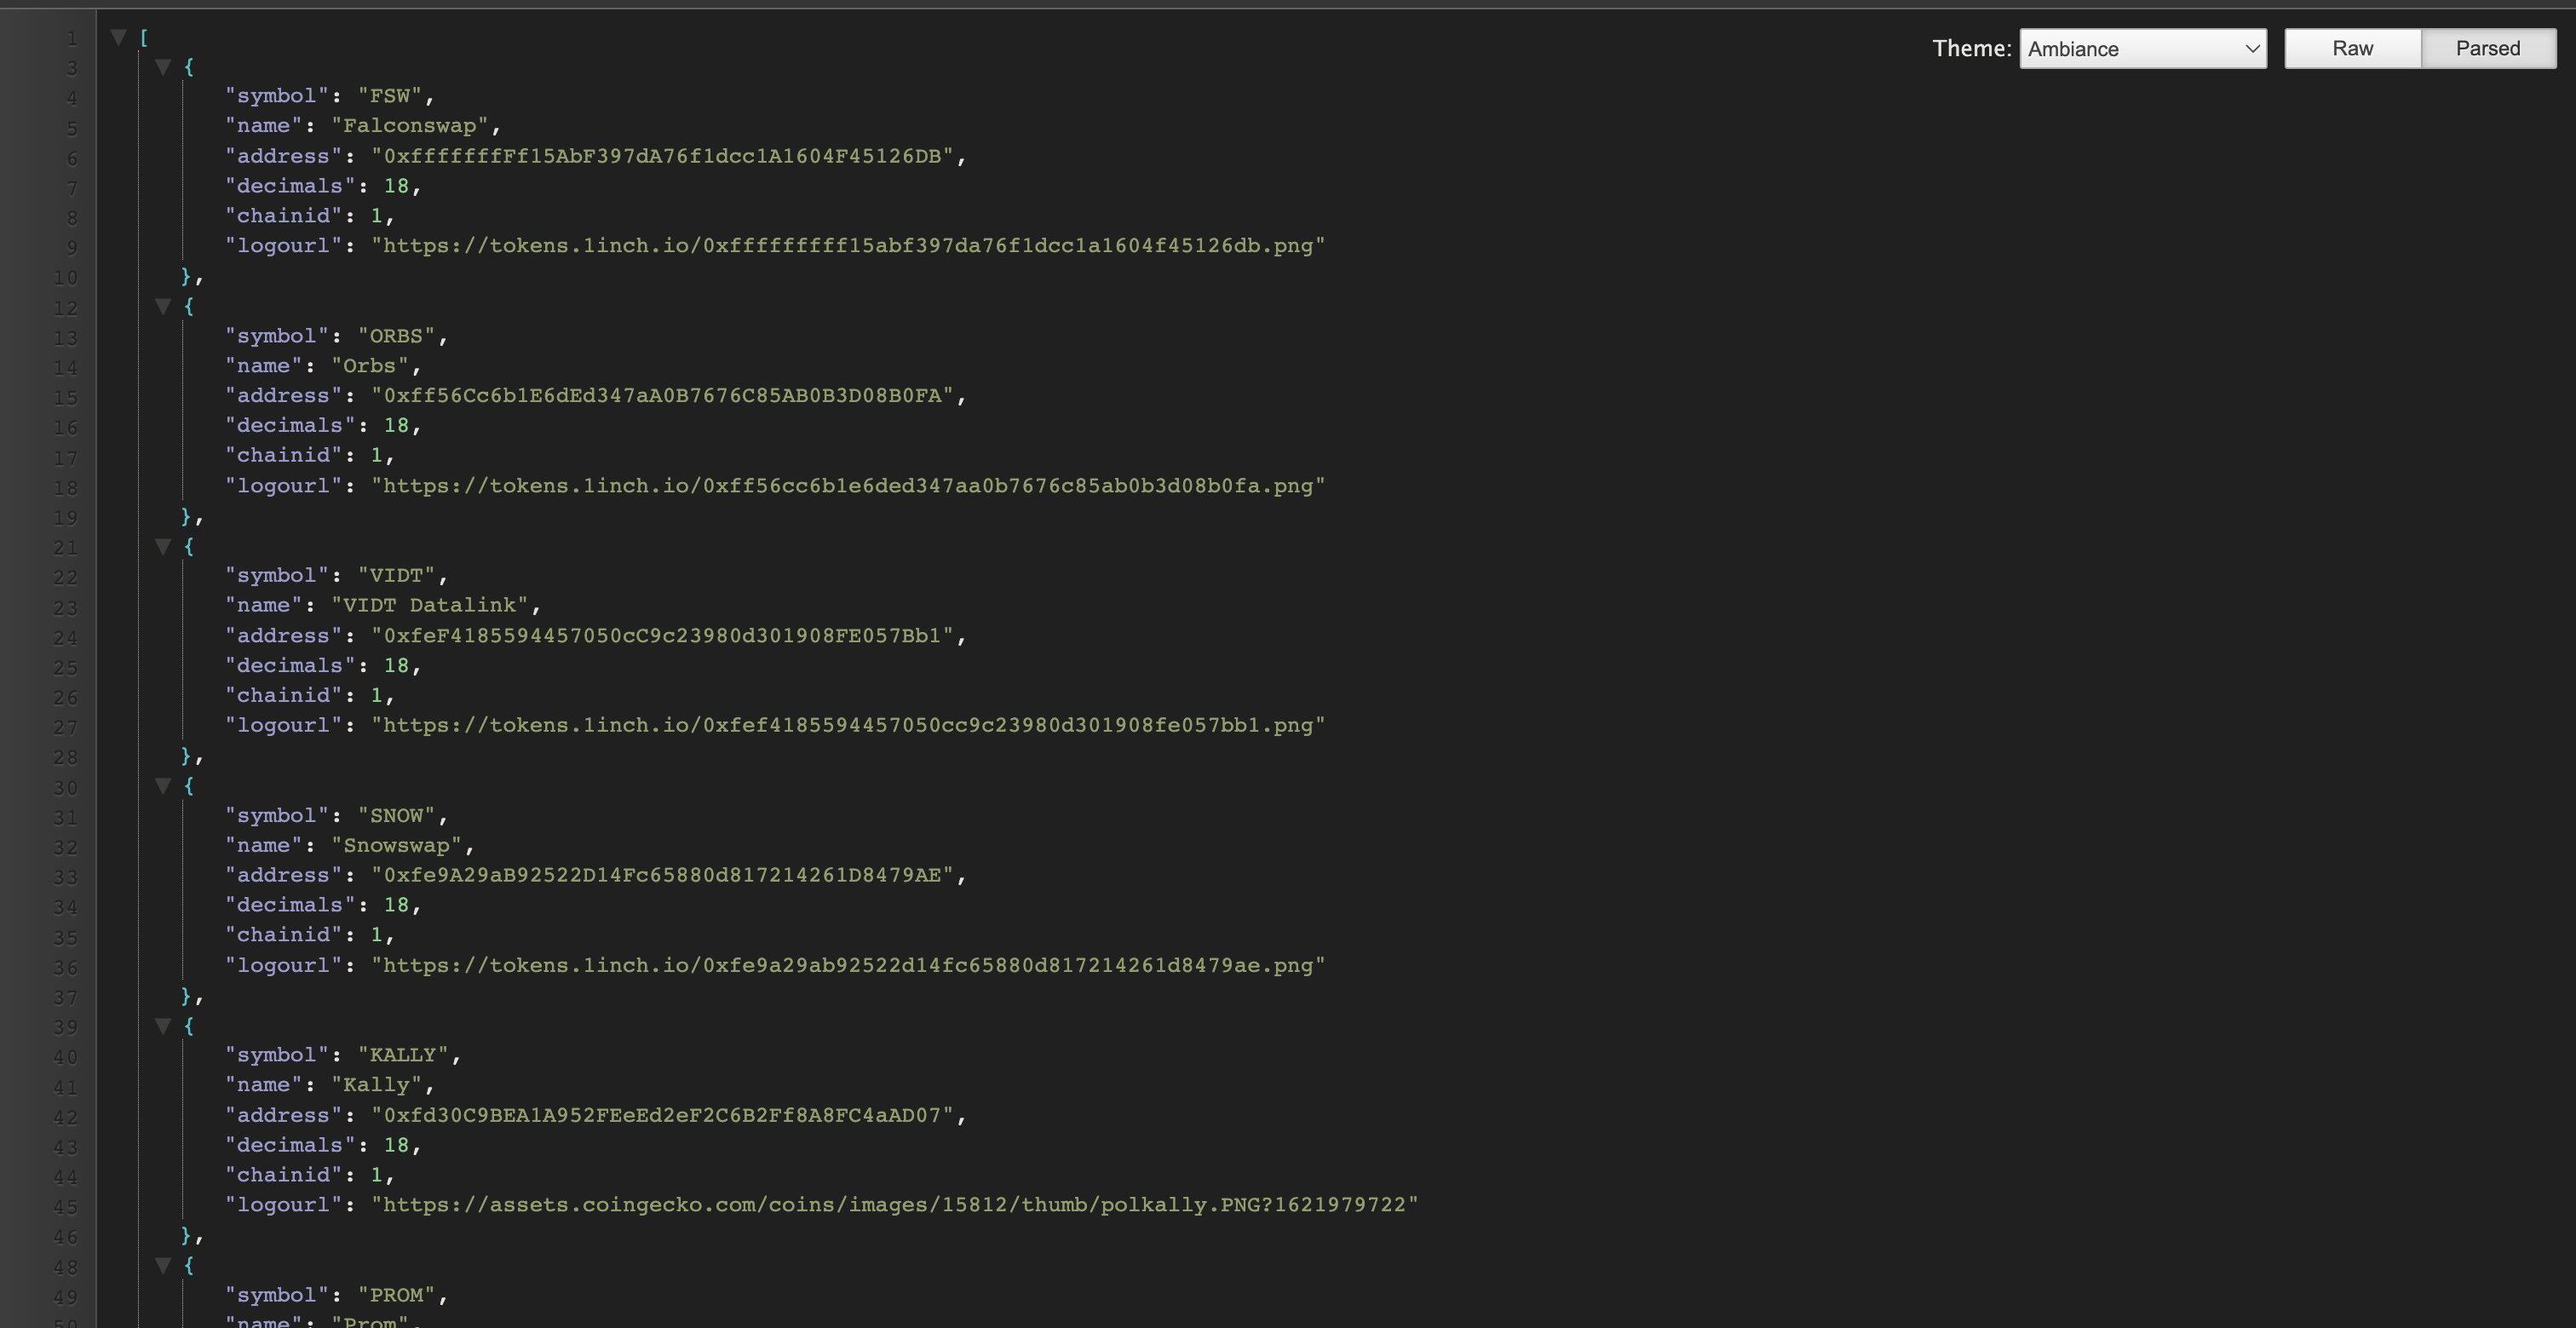 Theme: Ambiance Raw Parsed
1 [
3 {
4 "symbol": "FSW",
5 "name": "Falconswap",
6 "address": "0xfffffffFf15AbF397dA76f1dcc1A1604F45126DB",
7 "decimals": 18,
8 "chainid": 1,
9 "logourl": "https://tokens.1inch.io/0xfffffffff15abf397da76f1dcc1a1604f45126db.png"
10 },
12 {
13 "symbol": "ORBS",
14 "name": "Orbs",
15 "address": "0xff56Cc6b1E6dEd347aA0B7676C85AB0B3D08B0FA",
16 "decimals": 18,
17 "chainid": 1,
18 "logourl": "https://tokens.1inch.io/0xff56cc6b1e6ded347aa0b7676c85ab0b3d08b0fa.png"
19 },
21 {
22 "symbol": "VIDT",
23 "name": "VIDT Datalink",
24 "address": "0xfeF4185594457050cC9c23980d301908FE057Bb1",
25 "decimals": 18,
26 "chainid": 1,
27 "logourl": "https://tokens.1inch.io/0xfef4185594457050cc9c23980d301908fe057bb1.png"
28 },
30 {
31 "symbol": "SNOW",
32 "name": "Snowswap",
33 "address": "0xfe9A29aB92522D14Fc65880d817214261D8479AE",
34 "decimals": 18,
35 "chainid": 1,
36 "logourl": "https://tokens.1inch.io/0xfe9a29ab92522d14fc65880d817214261d8479ae.png"
37 },
39 {
40 "symbol": "KALLY",
41 "name": "Kally",
42 "address": "0xfd30C9BEA1A952FEeEd2eF2C6B2Ff8A8FC4aAD07",
43 "decimals": 18,
44 "chainid": 1,
45 "logourl": "https://assets.coingecko.com/coins/images/15812/thumb/polkally.PNG?1621979722"
46 },
48 {
49 "symbol": "PROM",
50 "name": "Prom",